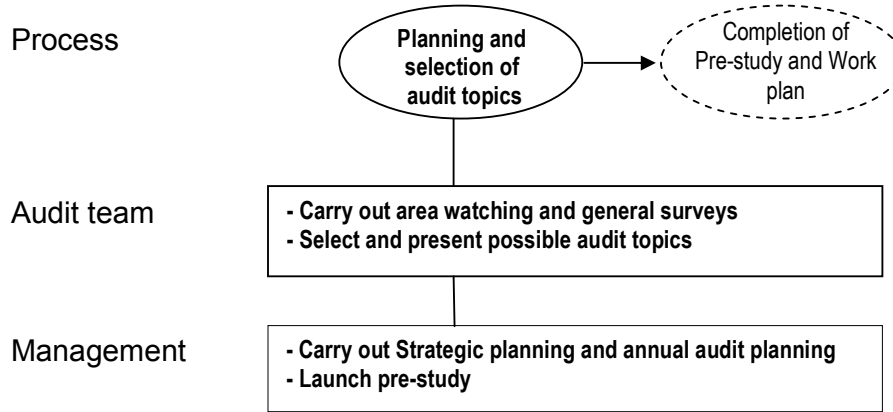 Process
Planning and
selection of
audit topics
Completion of
Pre-study and Work
plan
Audit team
- Carry out area watching and general surveys
- Select and present possible audit topics
Management
- Carry out Strategic planning and annual audit planning
- Launch pre-study